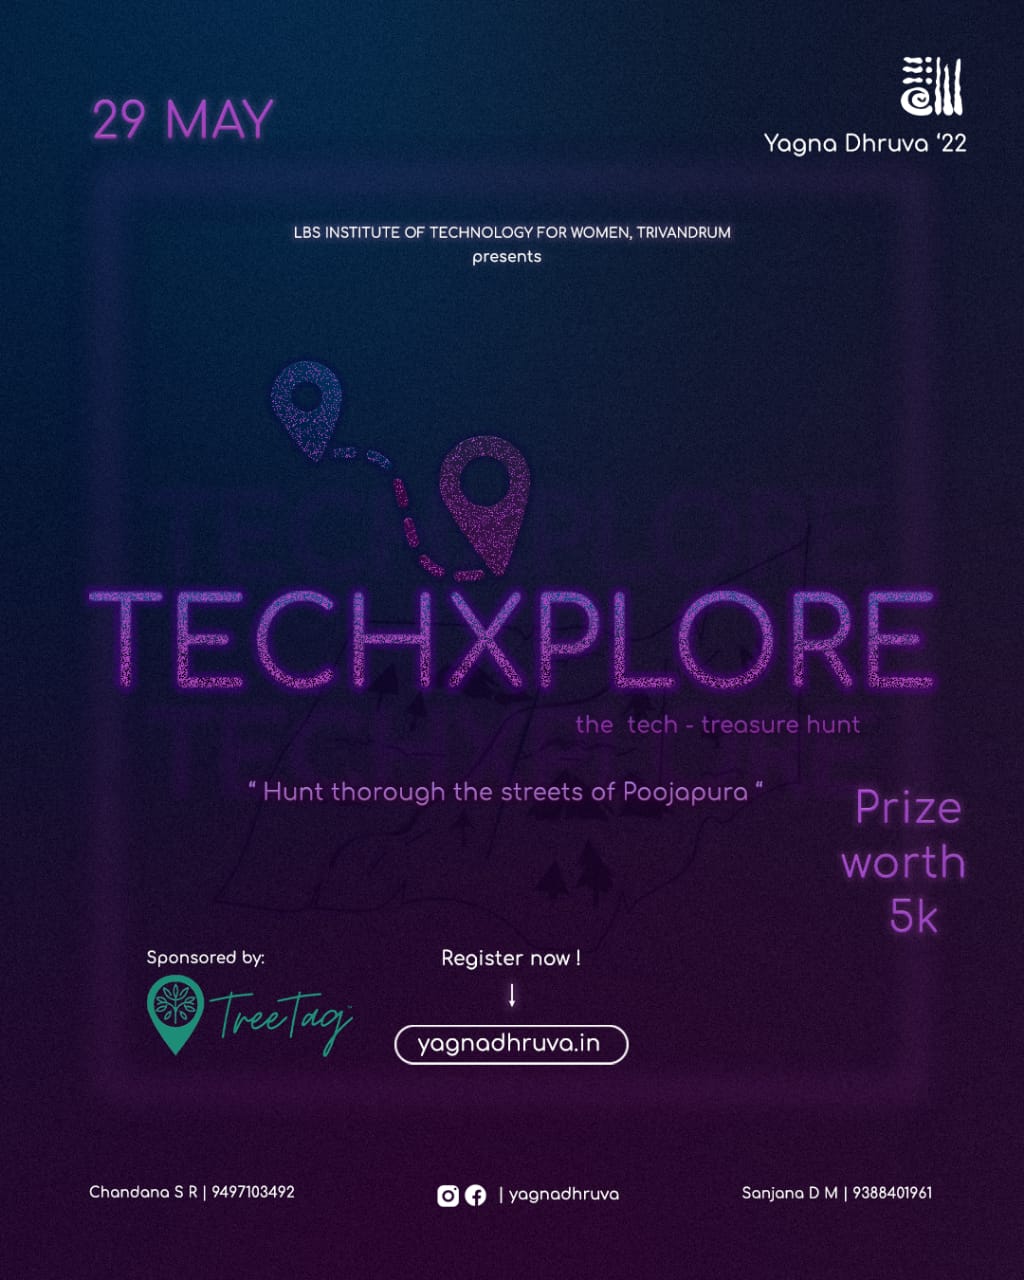 29 MAY
Yagna Dhruva ‘22
LBS INSTITUTE OF TECHNOLOGY FOR WOMEN, TRIVANDRUM
presents
TECHXPLORE
TECHXPLORE
TECHXPLORE
the tech - treasure hunt
“ Hunt thorough the streets of Poojapura “
Prize
worth
5k
Sponsored by:
TreeTag
Register now !
yagnadhruva.in
Chandana S R | 9497103492
| yagnadhruva
Sanjana D M | 9388401961